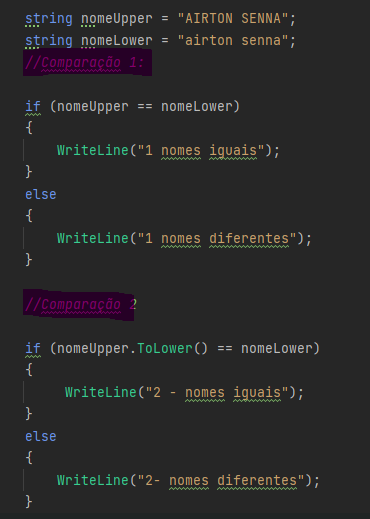 string nomeUpper = "AIRTON SENNA";
string nomeLower = "airton senna";
//Comparação 1:
if (nomeUpper == nomeLower)
{
WriteLine("1 nomes iguais");
}
else
{
WriteLine("1 nomes diferentes");
}
//Comparação 2
if (nomeUpper.ToLower() == nomeLower)
{
WriteLine("2 - nomes iguais");
}
else
{
WriteLine("2- nomes diferentes");
}